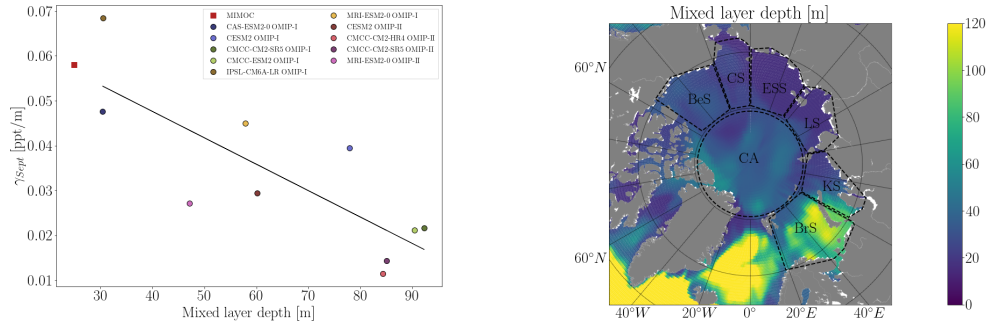 0.07
0.06
0.05
0.04
0.03
0.02
0.01
γSept [ppt/m]
30 40 50 60 70 80 90
Mixed layer depth [m]
MIMOC
CAS-ESM2-0 OMIP-I
CESM2 OMIP-I
CMCC-CM2-SR5 OMIP-I
CMCC-ESM2 OMIP-I
IPSL-CM6A-LR OMIP-I
MRI-ESM2-0 OMIP-I
CESM2 OMIP-II
CMCC-CM2-HR4 OMIP-II
CMCC-CM2-SR5 OMIP-II
MRI-ESM2-0 OMIP-II
Mixed layer depth [m]
60°N
CS
ESS
BeS
LS
CA
KS
BrS
60°N
40°W 20°W 0° 20°E 40°E
120
100
80
60
40
20
0